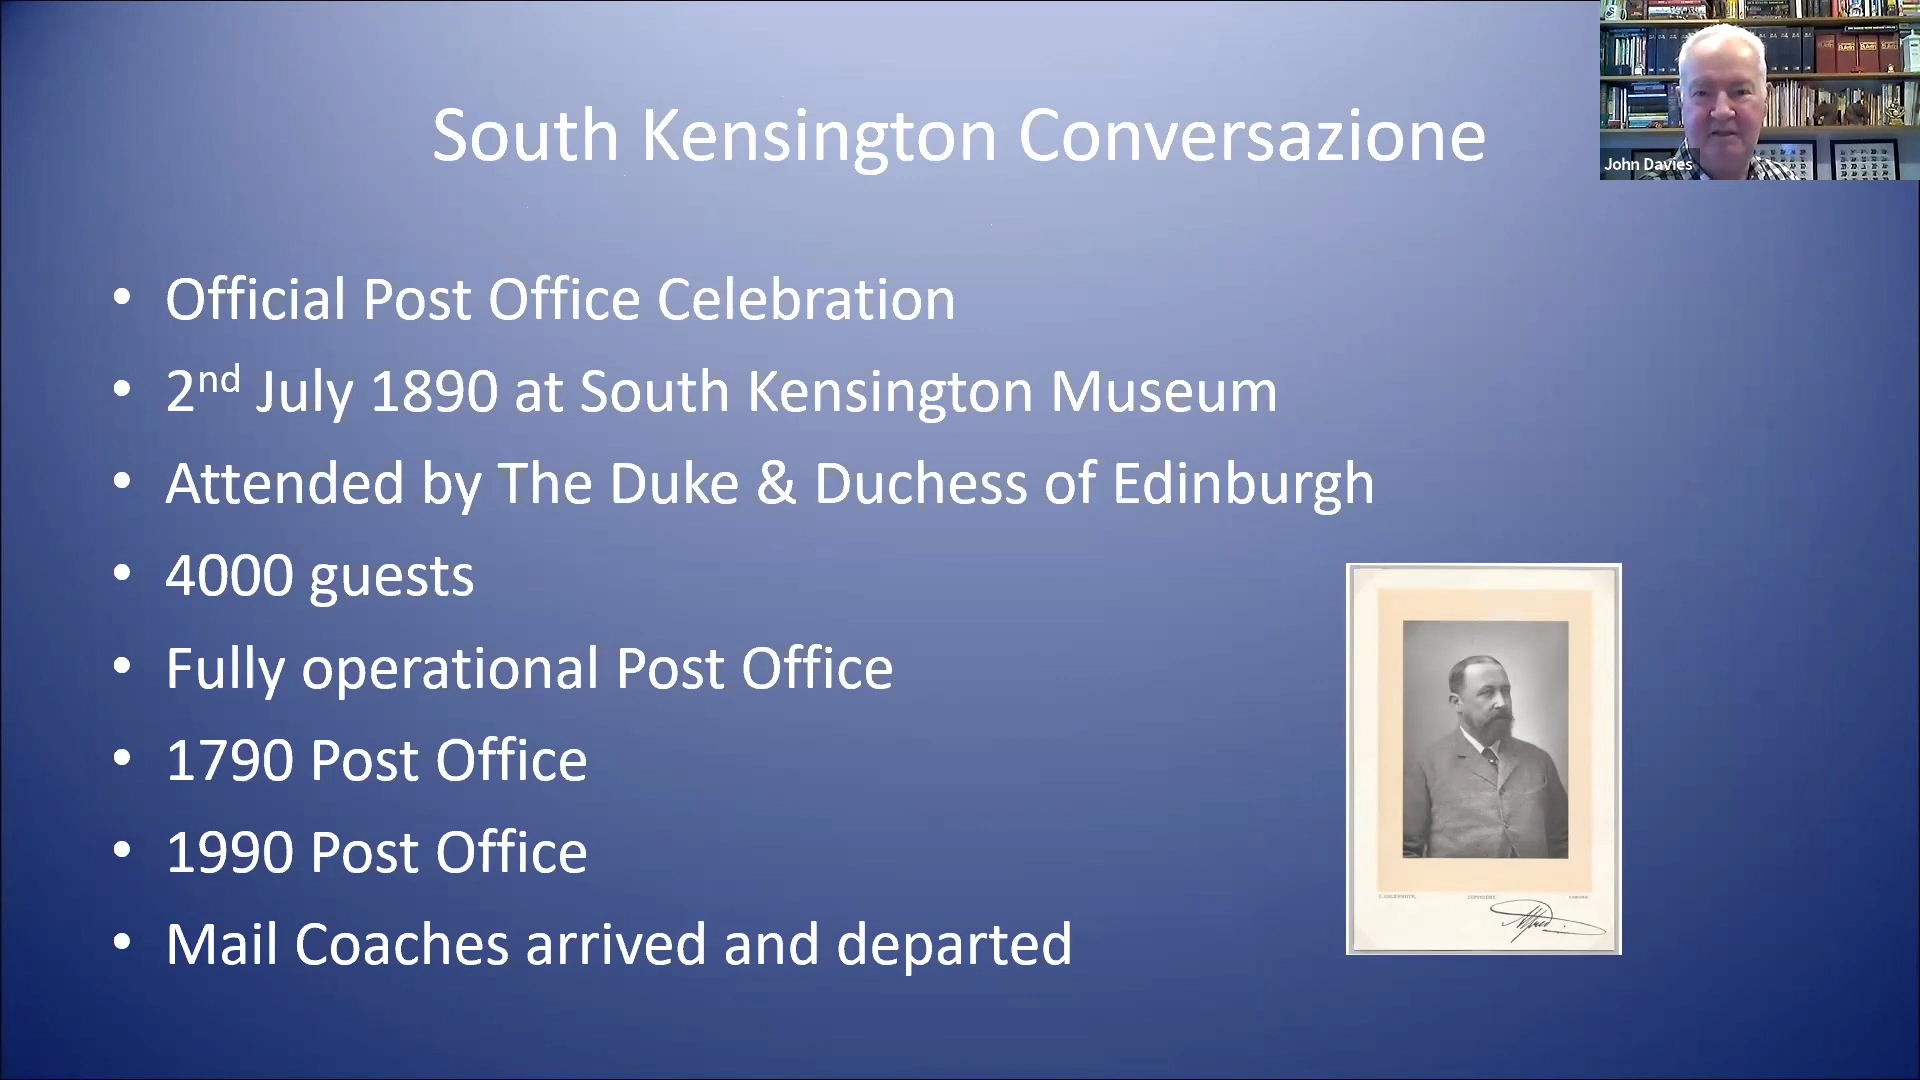 South Kensington Conversazione
John Davies
• Official Post Office Celebration
• 2nd July 1890 at South Kensington Museum
• Attended by The Duke & Duchess of Edinburgh
• 4000 guests
• Fully operational Post Office
• 1790 Post Office
• 1990 Post Office
• Mail Coaches arrived and departed
COPYRIGHT
Alfred